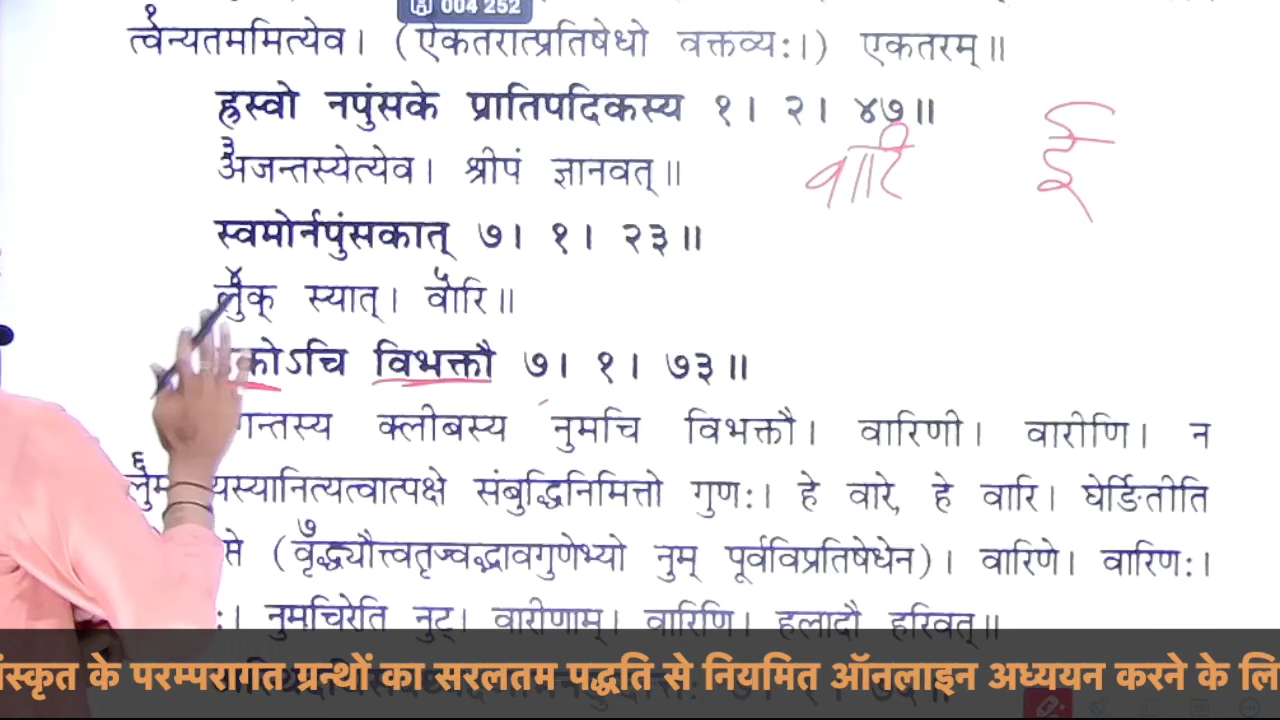 004 252
त्वन्यतममित्येव। (ऐकतरात्प्रतिषेधो वक्तव्यः।) एकतरम्॥
ह्रस्वो नपुंसके प्रातिपदिकस्य १। २। ४७॥
अजन्तस्येत्येव। श्रीपं ज्ञानवत्॥
वारि ई
स्वमोर्नपुंसकात् ७। १। २३॥
लुक् स्यात्। वारि॥
कोऽचि विभक्तौ ७। १। ७३॥
गन्तस्य क्लीबस्य नुमचि विभक्तौ। वारिणी। वारीणि। न
लुम यस्यानित्यत्वात्पक्षे संबुद्धिनिमित्तो गुणः। हे वारे, हे वारि। घेर्ङितीति
(वृद्ध्यौत्त्वतृज्वद्भावगुणेभ्यो नुम् पूर्वविप्रतिषेधेन)। वारिणे। वारिणः।
नुमचिरेति नुट्। वारीणाम्। वारिणि। हलादौ हरिवत्॥
संस्कृत के परम्परागत ग्रन्थों का सरलतम पद्धति से नियमित ऑनलाइन अध्ययन करने के लि